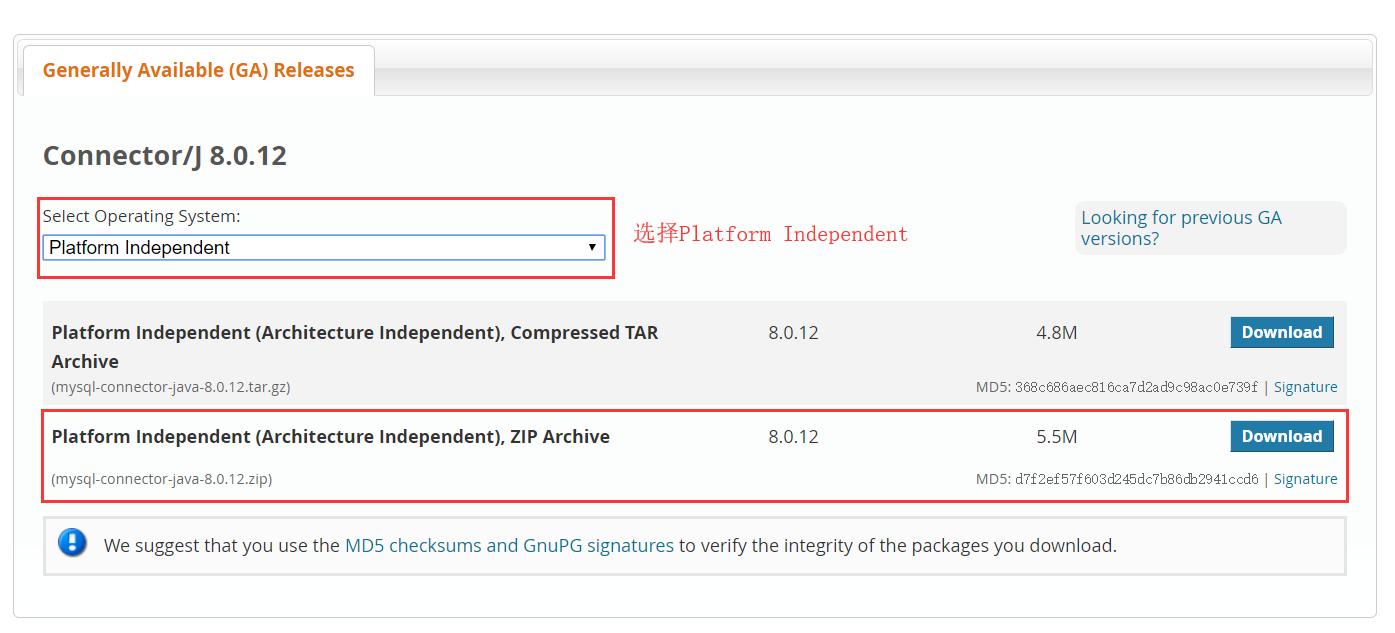 Generally Available (GA) Releases
Connector/J 8.0.12
Select Operating System:
Platform Independent
选择Platform Independent
Looking for previous GA
versions?
Platform Independent (Architecture Independent), Compressed TAR
Archive
8.0.12
4.8M
Download
(mysql-connector-java-8.0.12.tar.gz)
MD5: 368c686aec816ca7d2ad9c98ac0e739f | Signature
Platform Independent (Architecture Independent), ZIP Archive
8.0.12
5.5M
Download
(mysql-connector-java-8.0.12.zip)
MD5: d7f2ef57f603d245dc7b86db2941ccd6 | Signature
We suggest that you use the MD5 checksums and GnuPG signatures to verify the integrity of the packages you download.